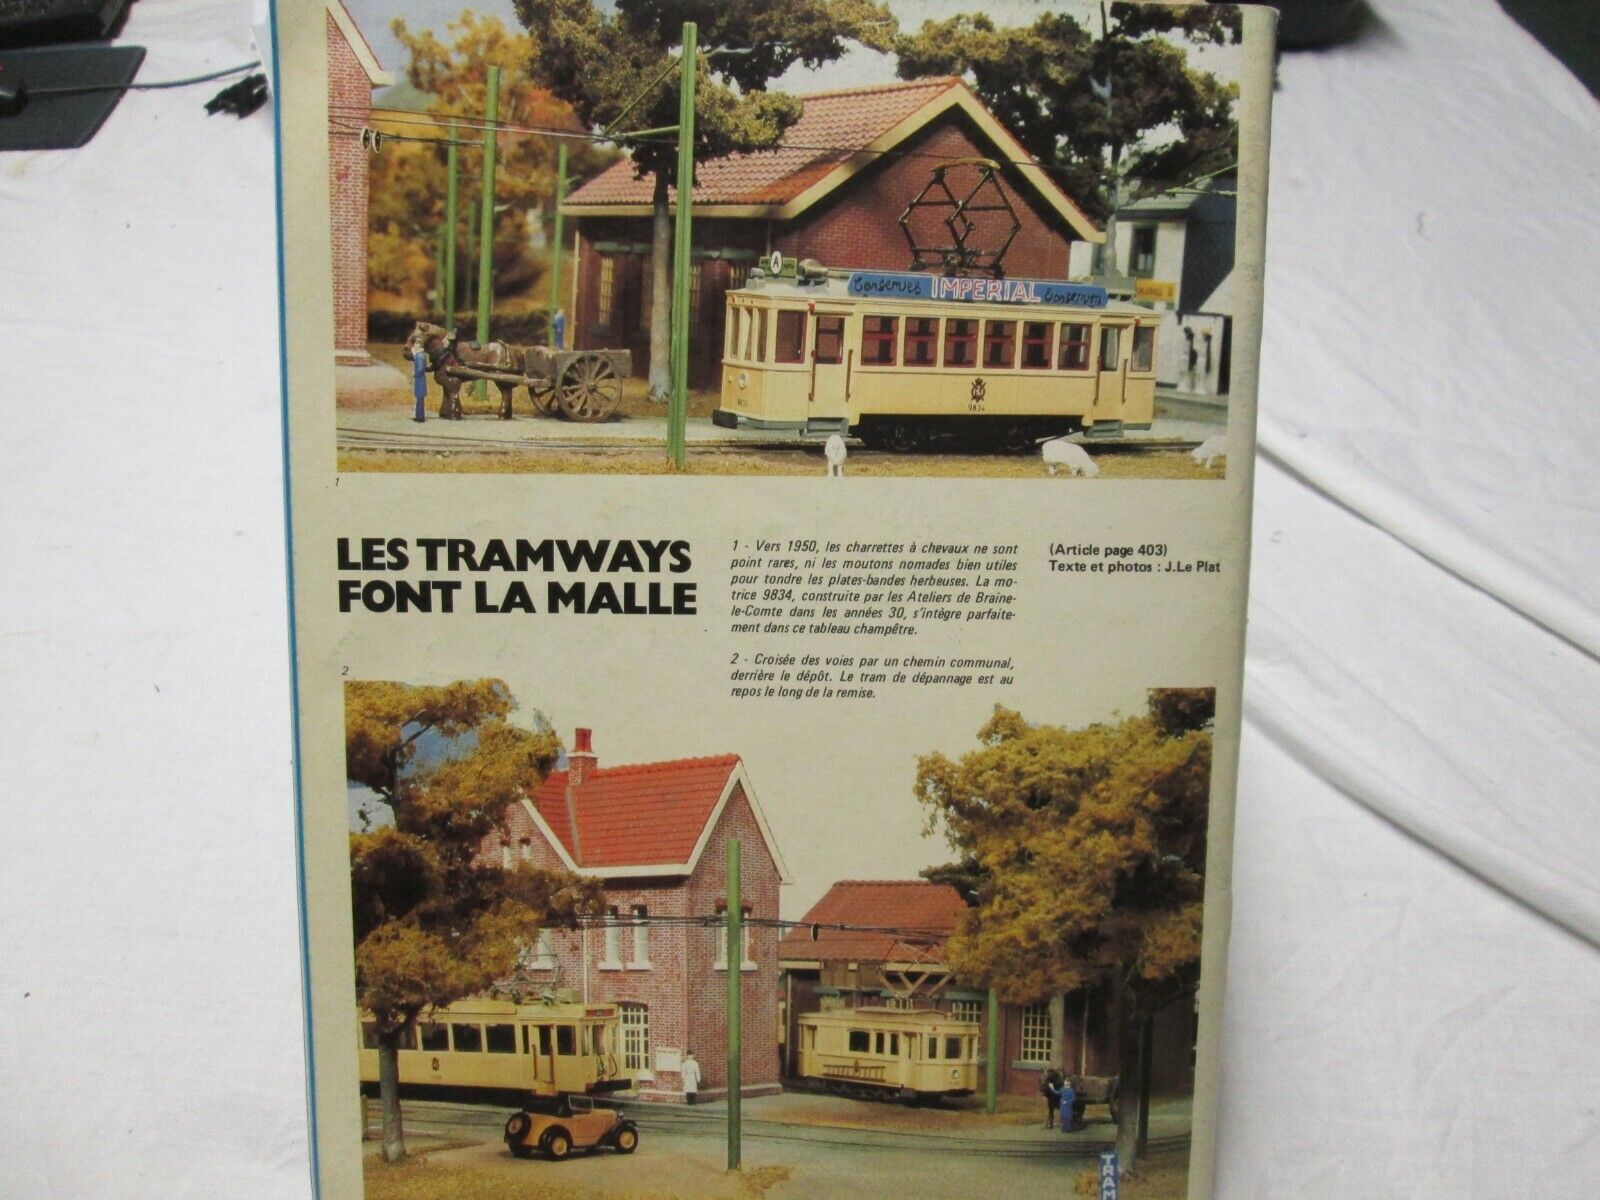 A
Conserves IMPERIAL Conserven
9834
9834
1
LES TRAMWAYS
FONT LA MALLE
1 - Vers 1950, les charrettes à chevaux ne sont
point rares, ni les moutons nomades bien utiles
pour tondre les plates-bandes herbeuses. La mo-
trice 9834, construite par les Ateliers de Braine-
le-Comte dans les années 30, s'intègre parfaite-
ment dans ce tableau champêtre.
2 - Croisée des voies par un chemin communal,
derrière le dépôt. Le tram de dépannage est au
repos le long de la remise.
(Article page 403)
Texte et photos : J.Le Plat
2
TRAM